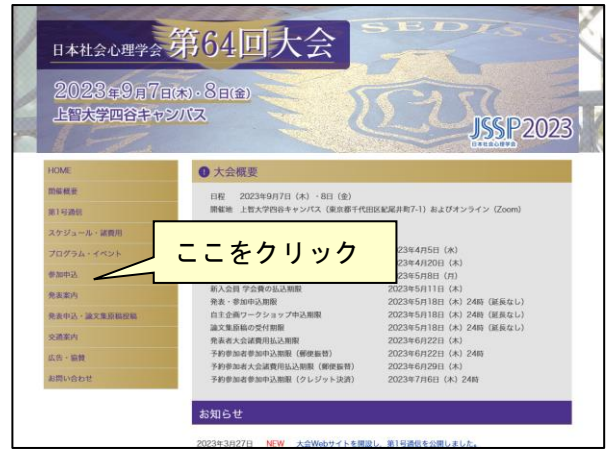 日本社会心理学会 第64回大会
SEDIS
2023年9月7日(木)・8日(金)
上智大学四谷キャンパス
JSSP2023
日本社会心理学会
HOME
開催概要
第1号通信
スケジュール・諸費用
プログラム・イベント
参加申込
発表案内
発表申込・論文集原稿投稿
交通案内
広告・協賛
お問い合わせ
ここをクリック
大会概要
日程 2023年9月7日(木)・8日(金)
開催地 上智大学四谷キャンパス(東京都千代田区紀尾井町7-1)およびオンライン(Zoom)
2023年4月5日(水)
2023年4月20日(木)
2023年5月8日(月)
新入会員 学会費の払込期限 2023年5月11日(木)
発表・参加申込期限 2023年5月18日(木)24時(延長なし)
自主企画ワークショップ申込期限 2023年5月18日(木)24時(延長なし)
論文集原稿の受付期限 2023年5月18日(木)24時(延長なし)
発表者大会諸費用払込期限 2023年6月22日(木)
予約参加者参加申込期限(郵便振替) 2023年6月22日(木)24時
予約参加者大会諸費用払込期限(郵便振替) 2023年6月29日(木)
予約参加者参加申込期限(クレジット決済) 2023年7月6日(木)24時
お知らせ
2023年3月27日 NEW 大会Webサイトを開設し、第1号通信を公開しました。